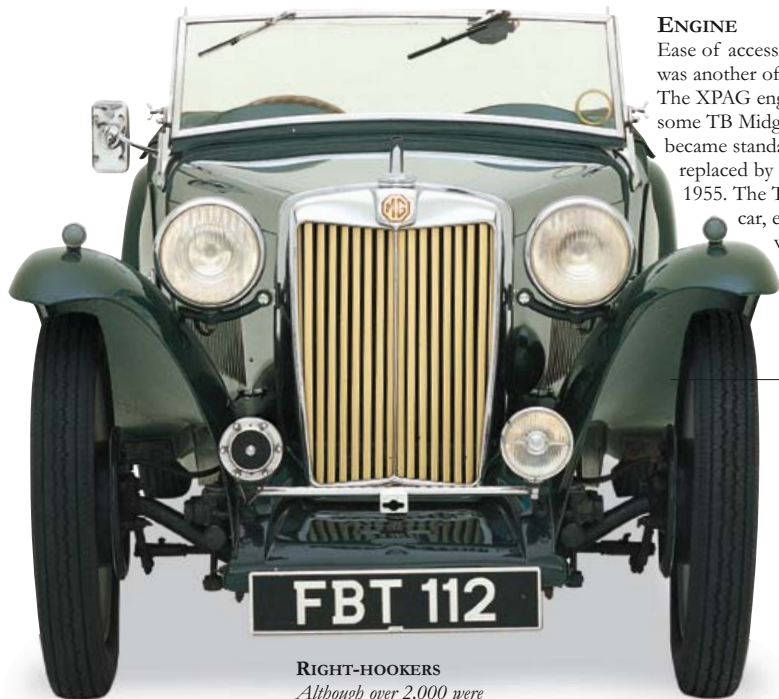 ENGINE
Ease of access
was another of
The XPAG eng
some TB Midg
became standa
replaced by
1955. The T
car, e
MG
FBT 112
RIGHT-HOOKERS
Although over 2,000 were